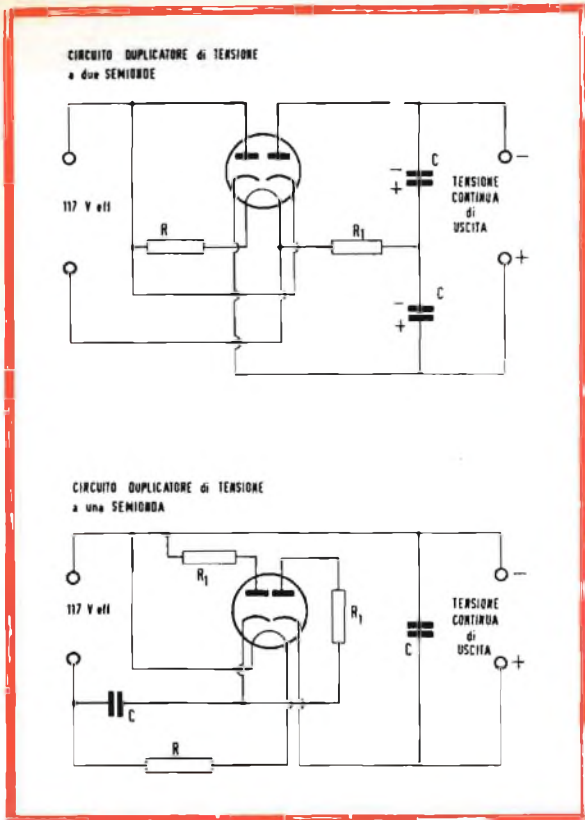 CIRCUITO DUPLICATORE di TENSIONE
a due SEMIONDE
117 V eff
R
R1
C
C
−
+
−
+
TENSIONE
CONTINUA
di
USCITA
−
+
CIRCUITO DUPLICATORE di TENSIONE
a una SEMIONDA
117 V eff
R1
R1
C
R
C
TENSIONE
CONTINUA
di
USCITA
−
+